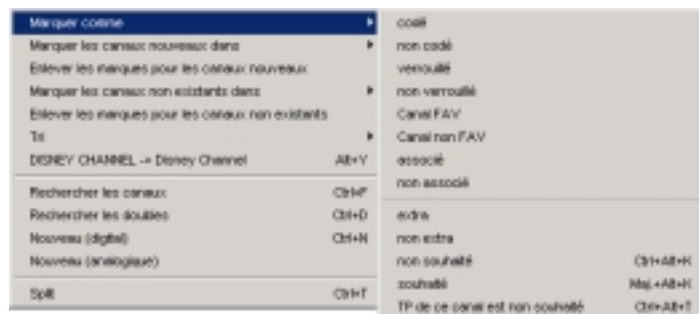 Marquer comme
Marquer les canaux nouveaux dans
Enlever les marques pour les canaux nouveaux
Marquer les canaux non existants dans
Enlever les marques pour les canaux non existants
Tri
DISNEY CHANNEL -> Disney Channel Alt+Y
Rechercher les canaux Ctrl+F
Rechercher les doubles Ctrl+D
Nouveau (digital) Ctrl+N
Nouveau (analogique)
Split Ctrl+T
codé
non codé
verrouillé
non verrouillé
Canal FAV
Canal non FAV
associé
non associé
extra
non extra
non souhaité Ctrl+Alt+K
souhaité Maj.+Alt+K
TP de ce canal est non souhaité Ctrl+Alt+T